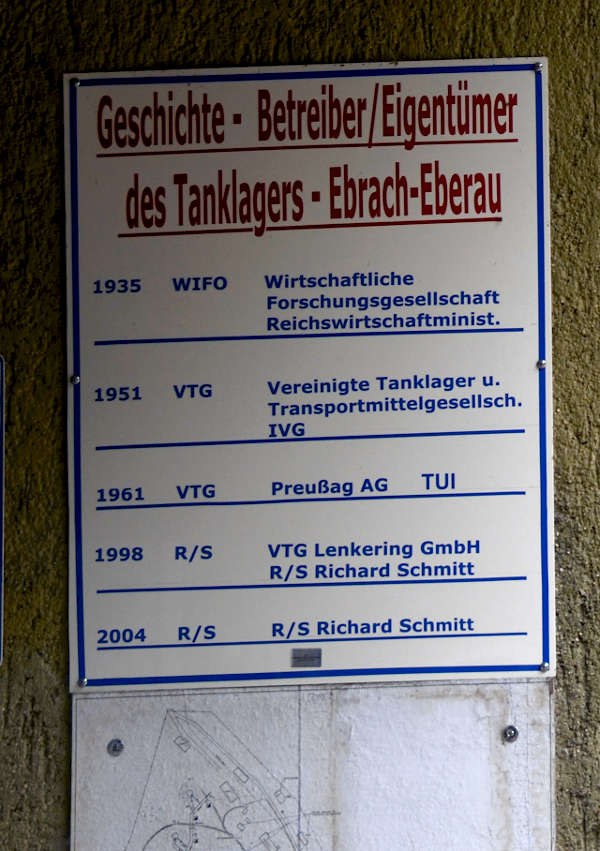 Geschichte - Betreiber/Eigentümer
des Tanklagers - Ebrach-Eberau
1935 WIFO Wirtschaftliche
Forschungsgesellschaft
Reichswirtschaftminist.
1951 VTG Vereinigte Tanklager u.
Transportmittelgesellsch.
IVG
1961 VTG Preußag AG TUI
1998 R/S VTG Lenkering GmbH
R/S Richard Schmitt
2004 R/S R/S Richard Schmitt